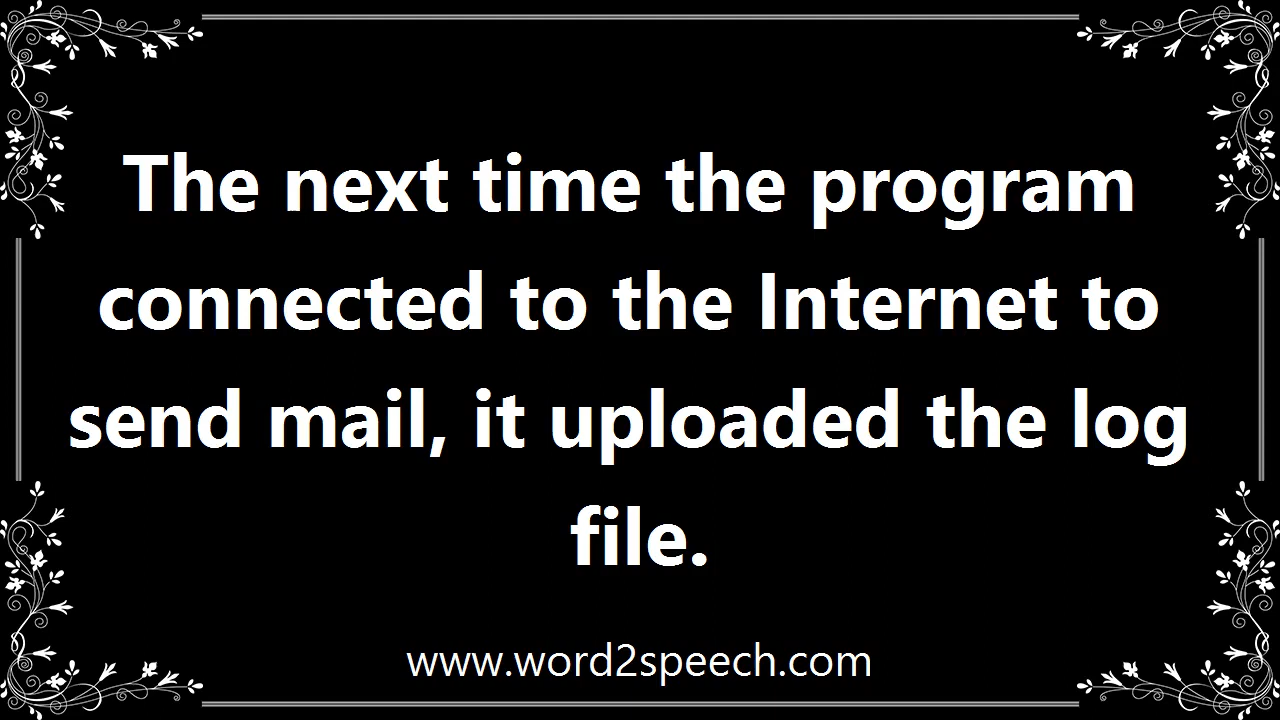 The next time the program
connected to the Internet to
send mail, it uploaded the log
file.
www.word2speech.com